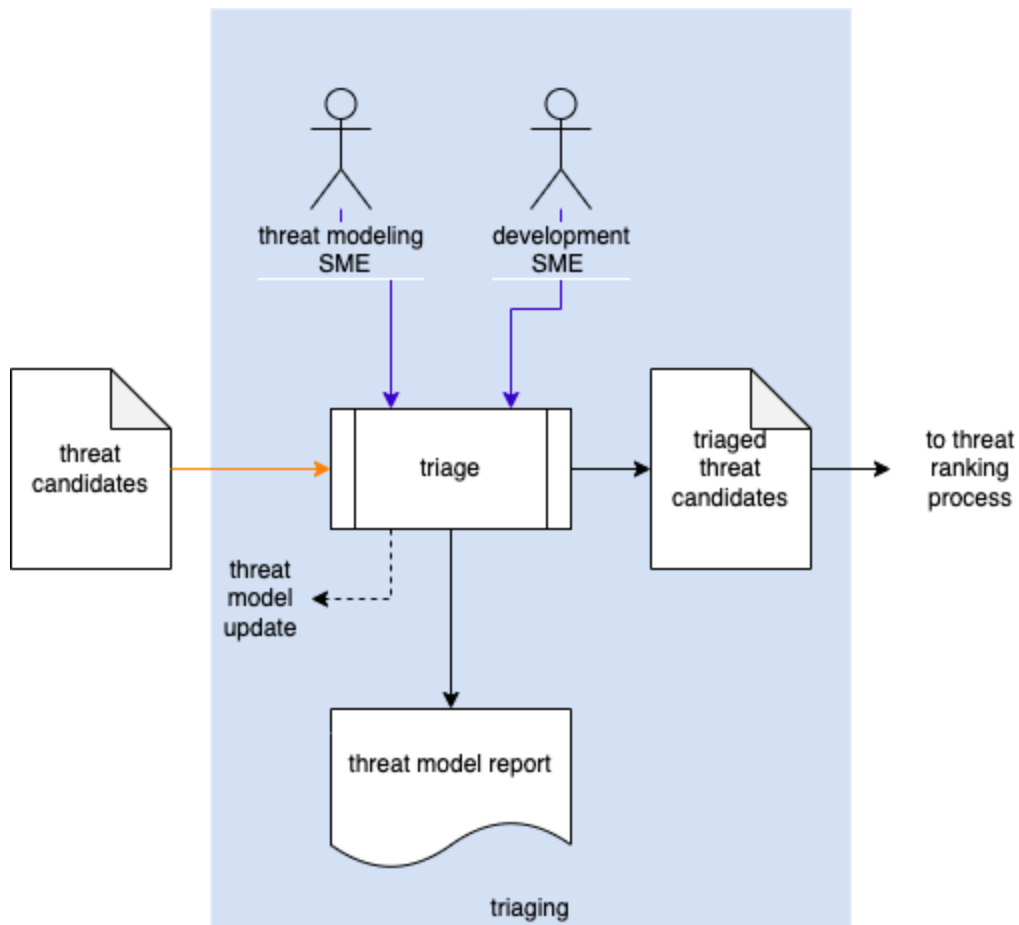 threat modeling
SME
development
SME
threat
candidates
triage
triaged
threat
candidates
to threat
ranking
process
threat
model
update
threat model report
triaging